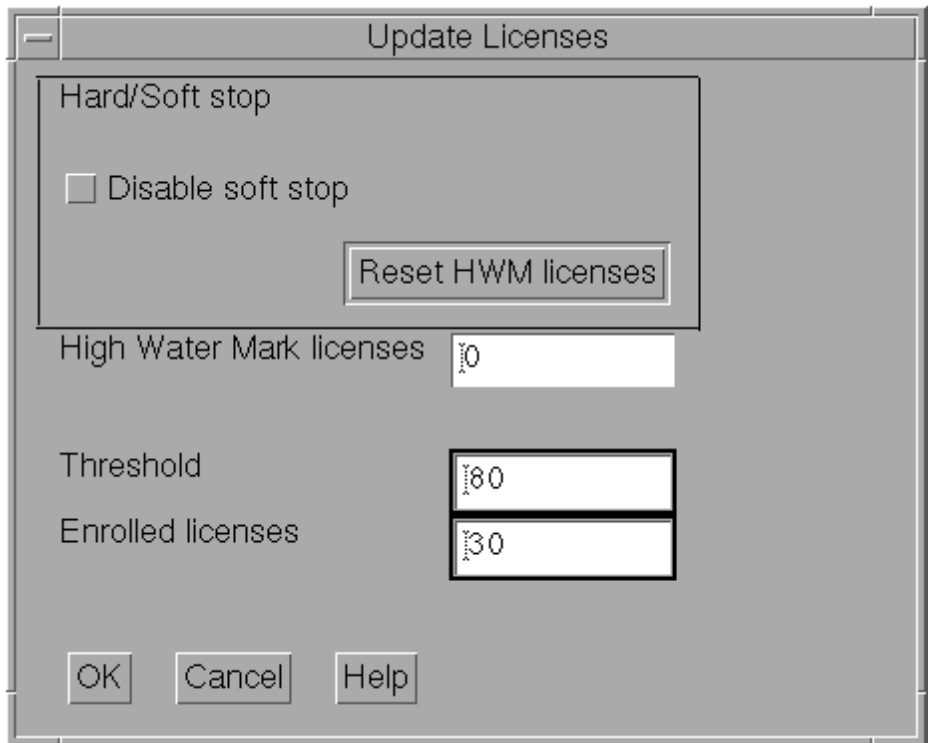 Update Licenses
Hard/Soft stop
Disable soft stop
Reset HWM licenses
High Water Mark licenses 0
Threshold 80
Enrolled licenses 30
OK Cancel Help